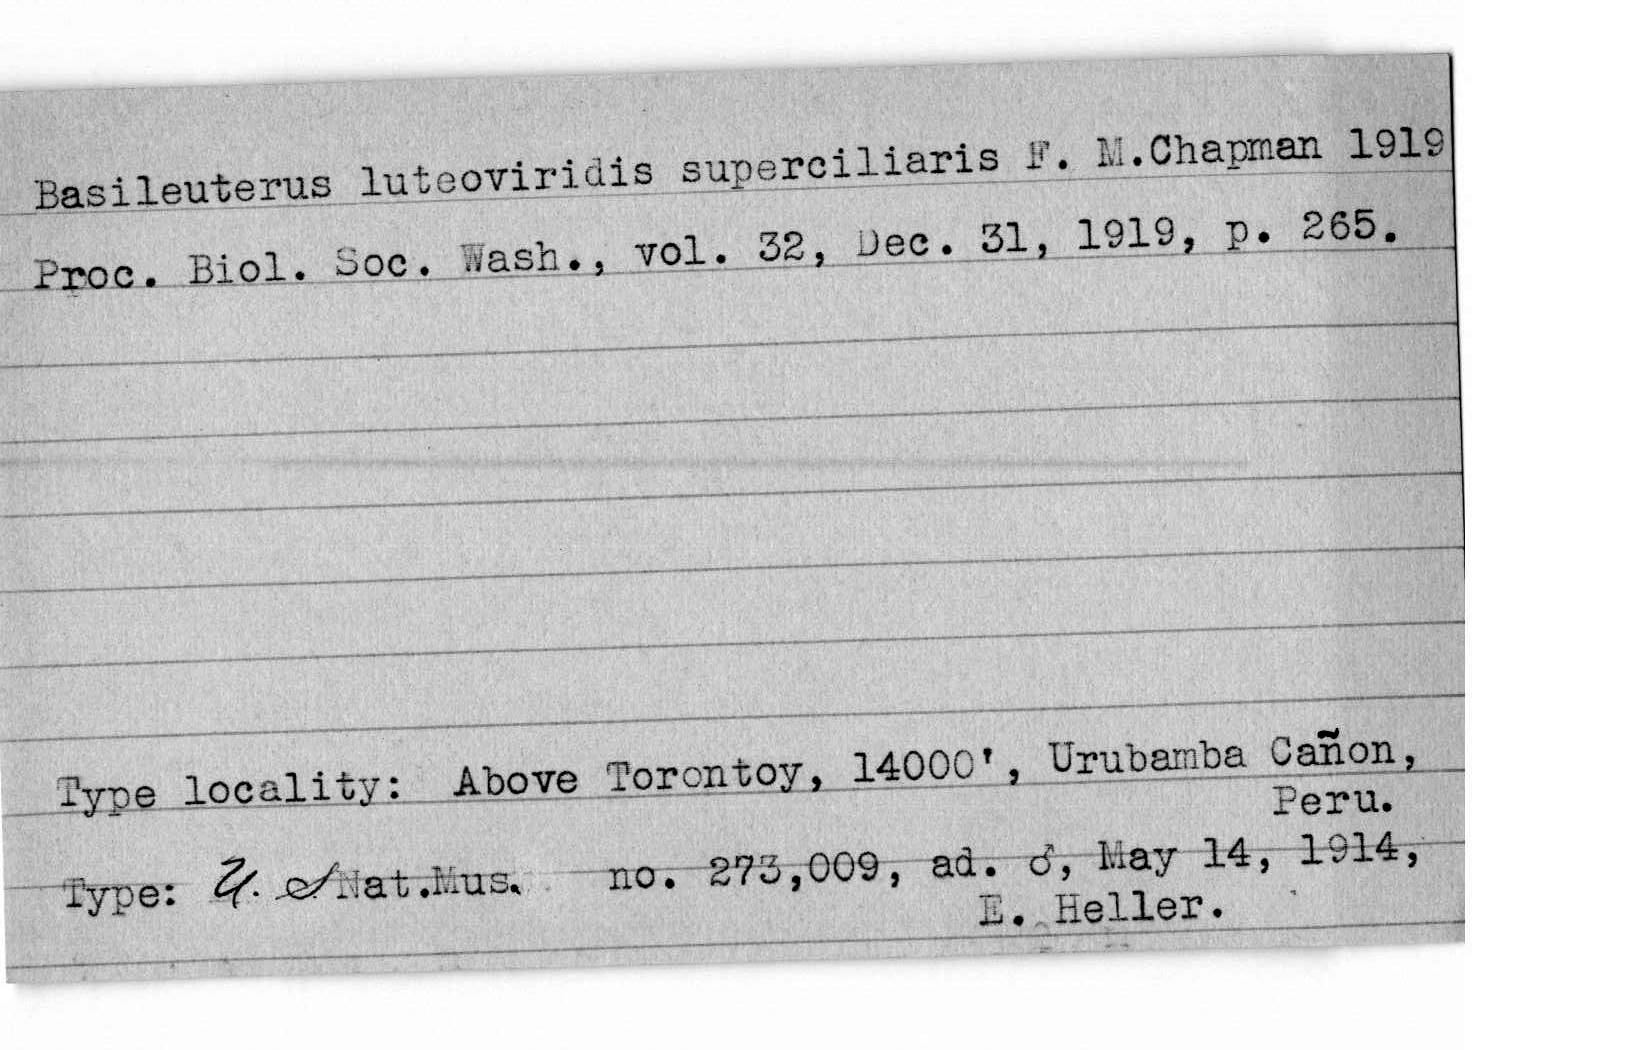 Basileuterus luteoviridis superciliaris F. M.Chapman 1919
Proc. Biol. Soc. Wash., vol. 32, Dec. 31, 1919, p. 265.
Type locality: Above Torontoy, 14000', Urubamba Cañon,
Peru.
Type: U. S Nat.Mus. no. 273,009, ad. ♂, May 14, 1914,
E. Heller.